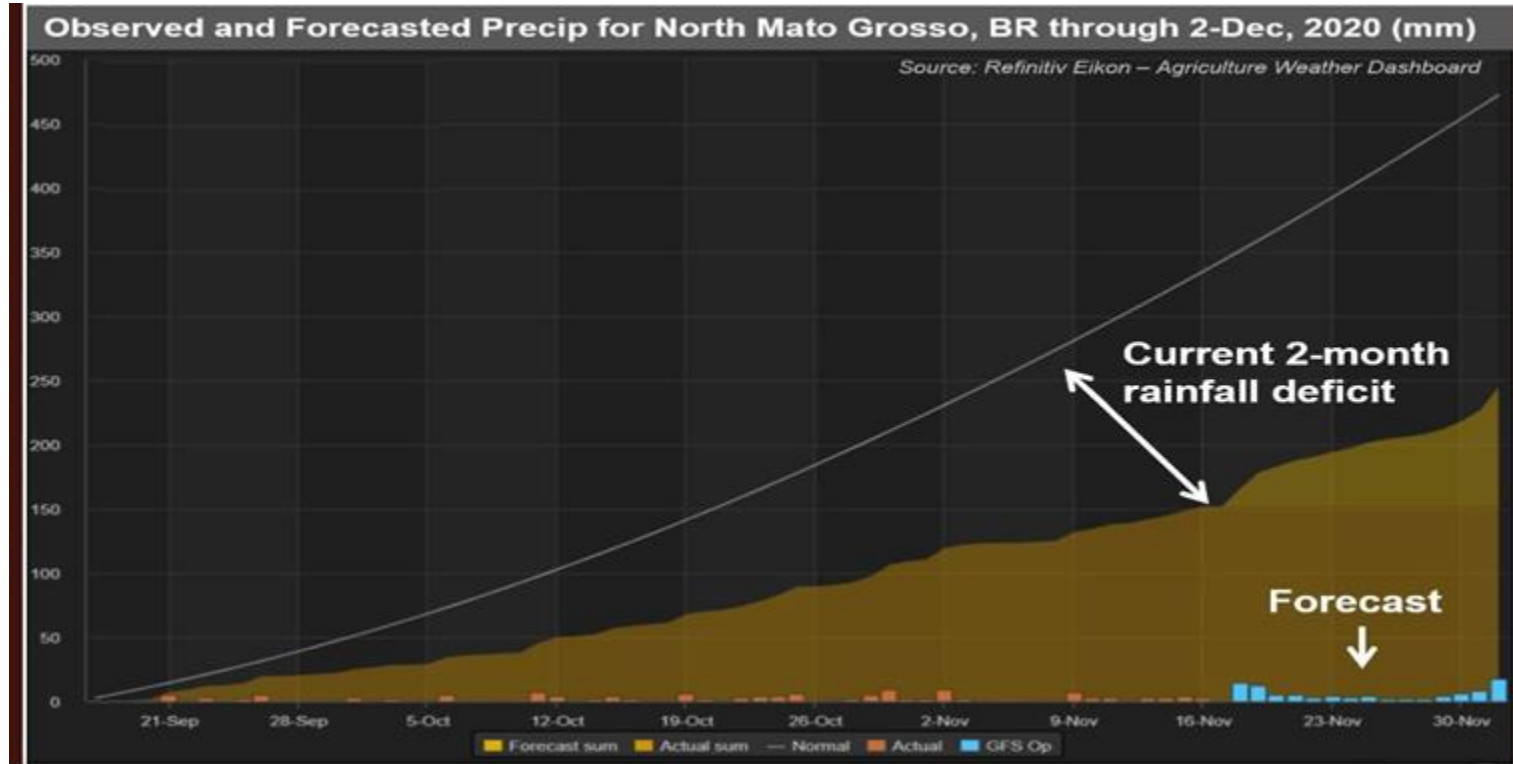 Observed and Forecasted Precip for North Mato Grosso, BR through 2-Dec, 2020 (mm)
Source: Refinitiv Eikon – Agriculture Weather Dashboard
500
450
400
350
300
250
200
150
100
50
0
Current 2-month
rainfall deficit
Forecast
21-Sep 28-Sep 5-Oct 12-Oct 19-Oct 26-Oct 2-Nov 9-Nov 16-Nov 23-Nov 30-Nov
Forecast sum Actual sum Normal Actual GFS Op